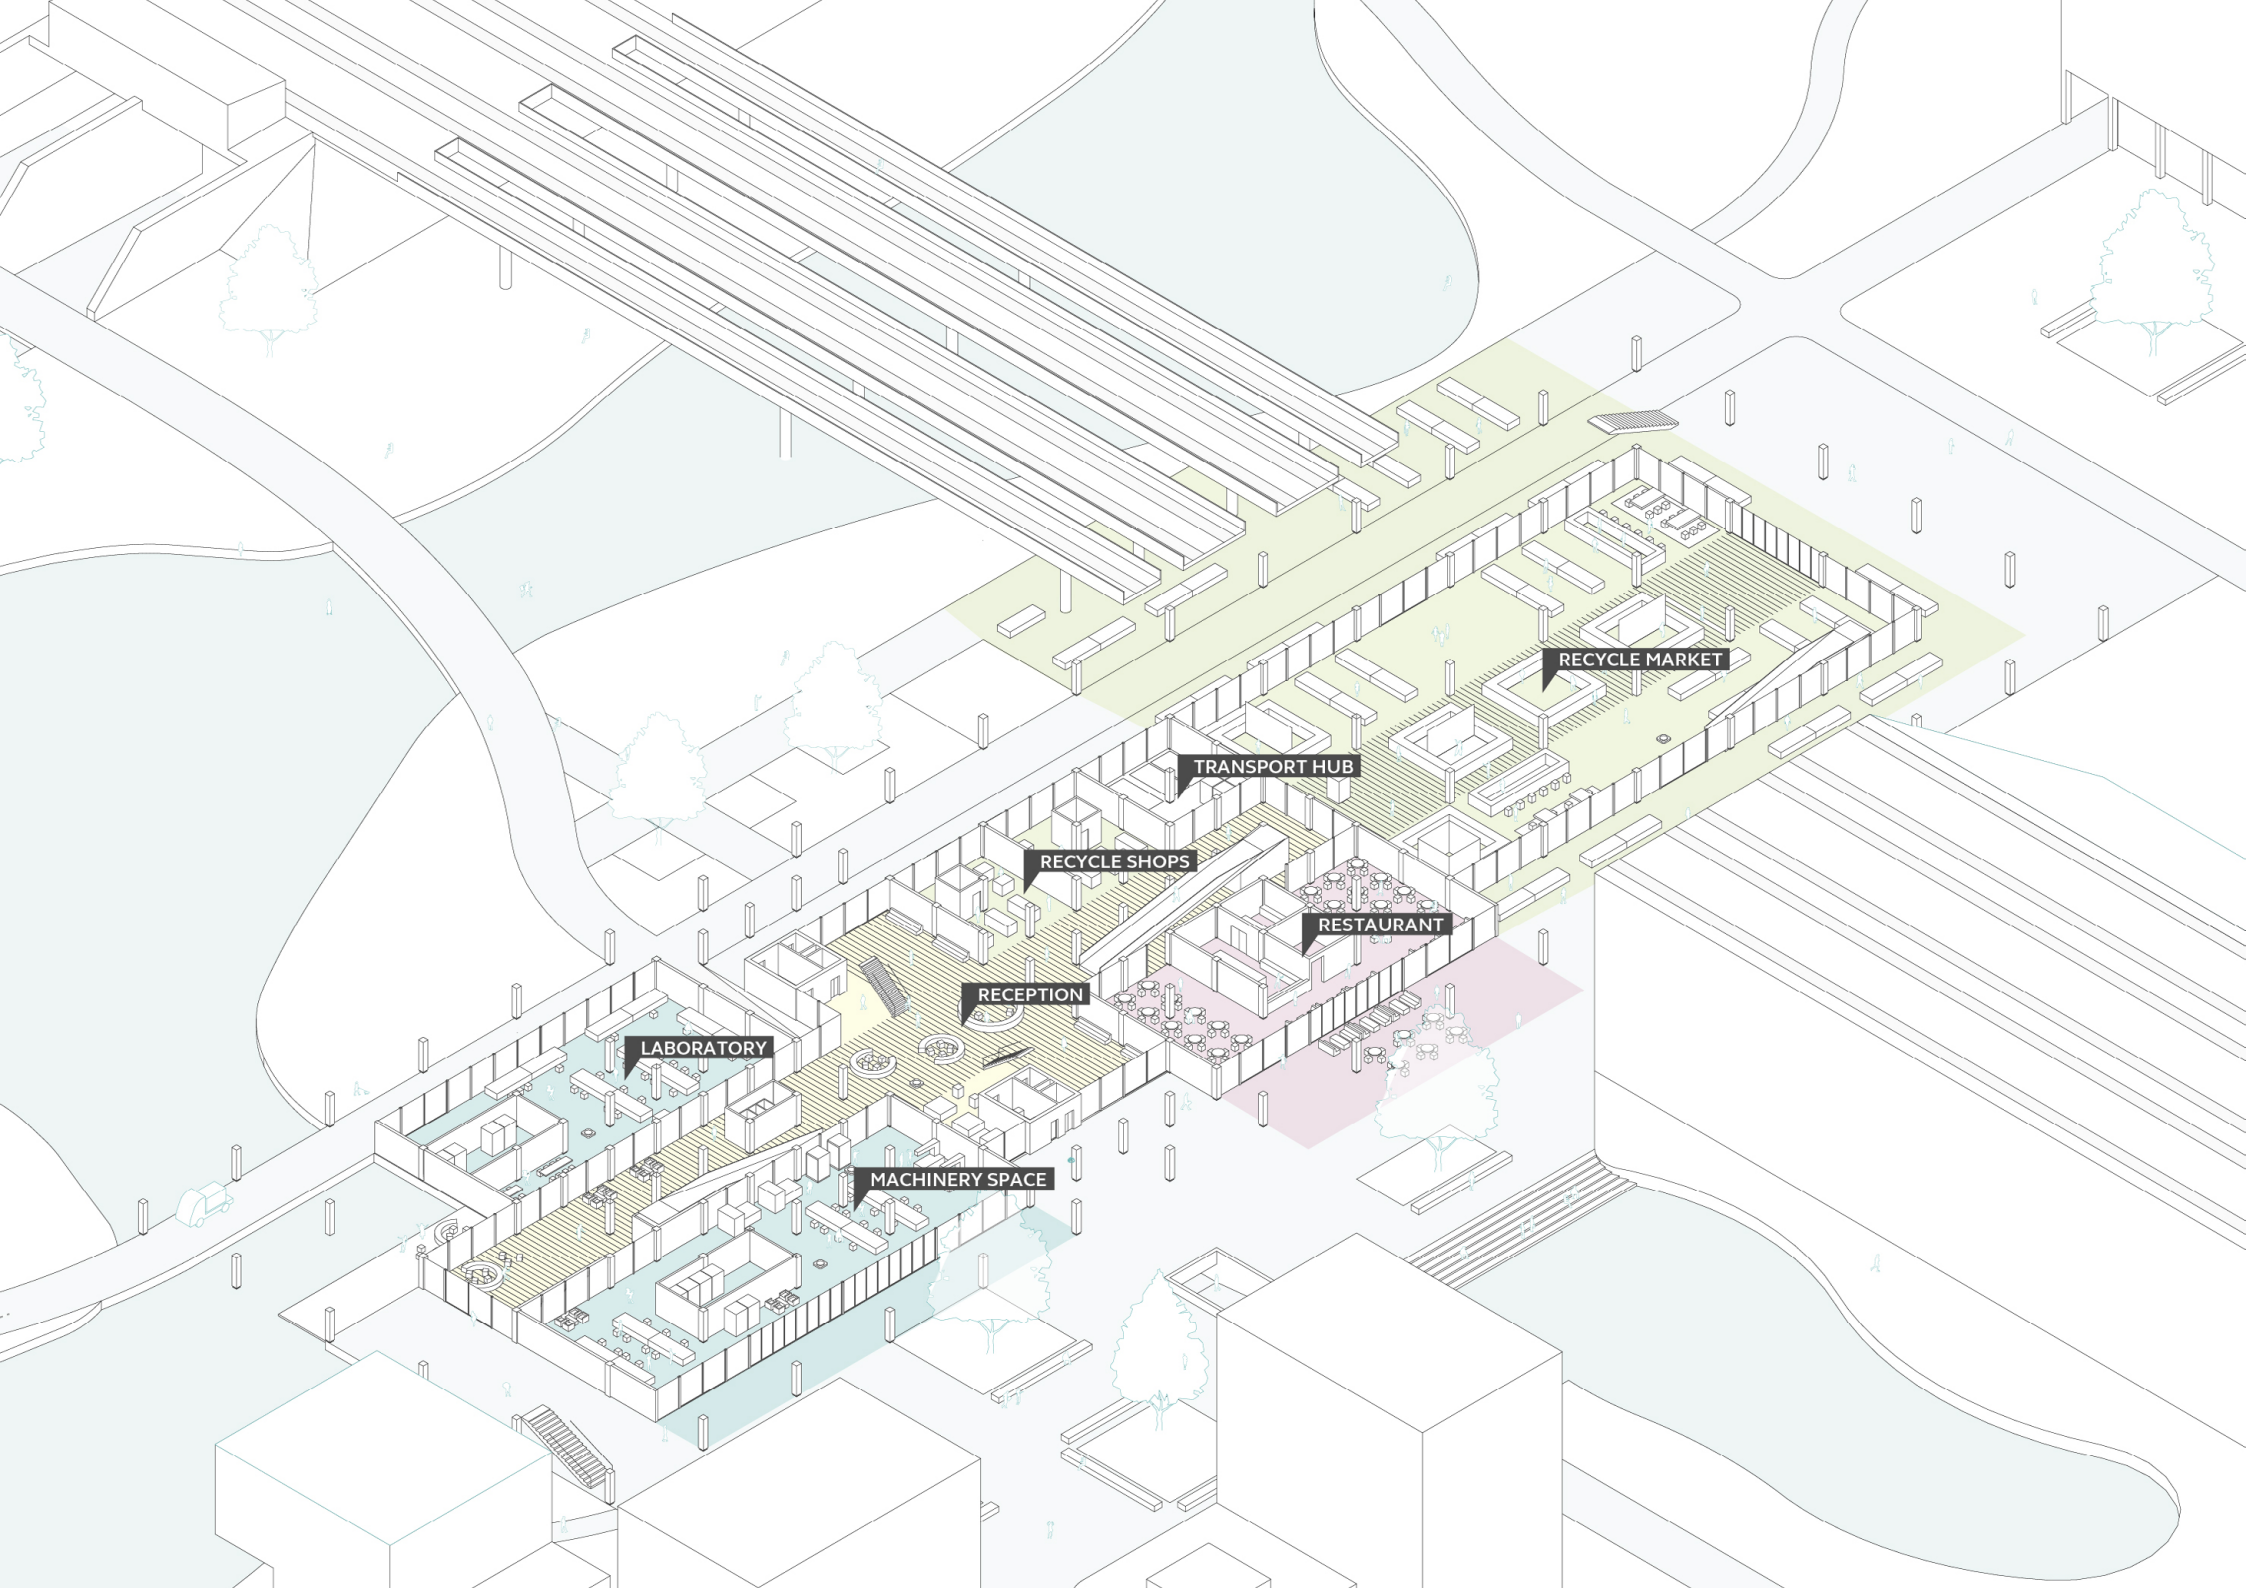 RECYCLE MARKET
TRANSPORT HUB
RECYCLE SHOPS
RESTAURANT
RECEPTION
LABORATORY
MACHINERY SPACE